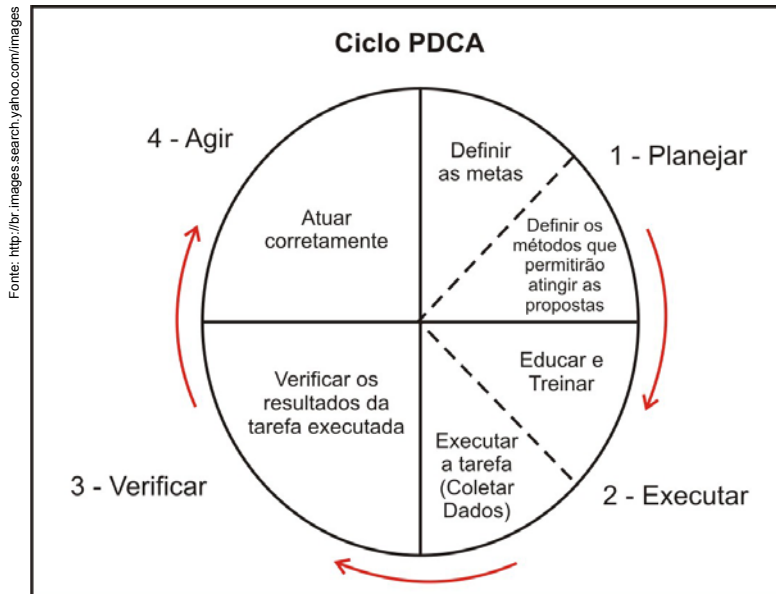 Fonte: http://br.images.search.yahoo.com/images
Ciclo PDCA
1 - Planejar
Definir
as metas
Definir os
métodos que
permitirão
atingir as
propostas
2 - Executar
Educar e
Treinar
Executar
a tarefa
(Coletar
Dados)
3 - Verificar
Verificar os
resultados da
tarefa executada
4 - Agir
Atuar
corretamente